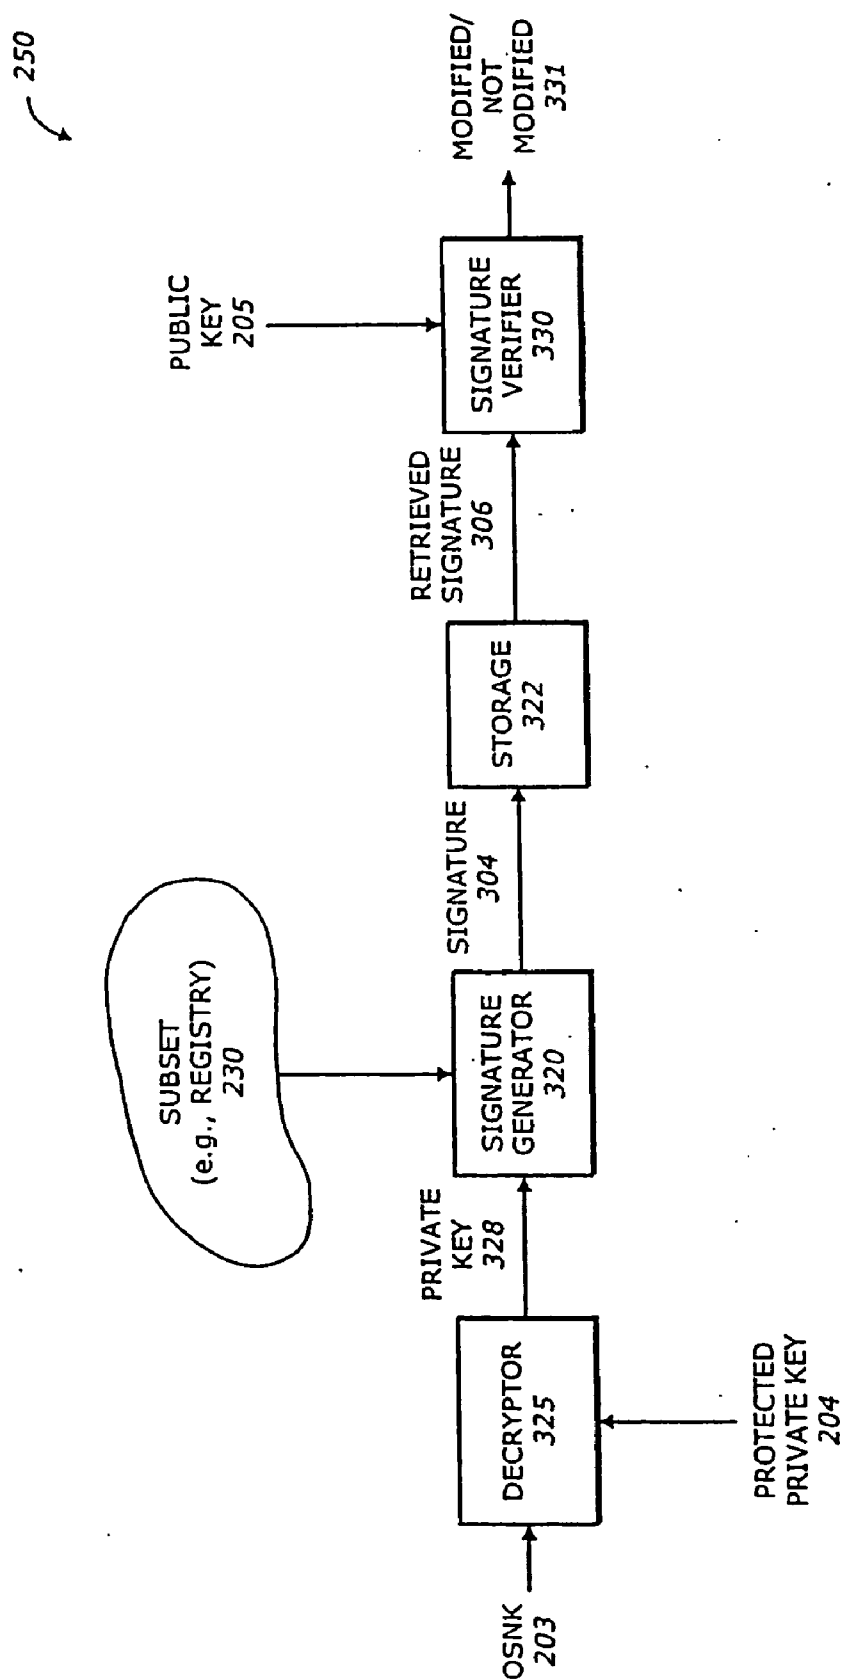 250
SUBSET
(e.g., REGISTRY)
230
PUBLIC
KEY
205
OSNK
203
DECRYPTOR
325
PROTECTED
PRIVATE KEY
204
PRIVATE
KEY
328
SIGNATURE
GENERATOR
320
SIGNATURE
304
STORAGE
322
RETRIEVED
SIGNATURE
306
SIGNATURE
VERIFIER
330
MODIFIED/
NOT
MODIFIED
331